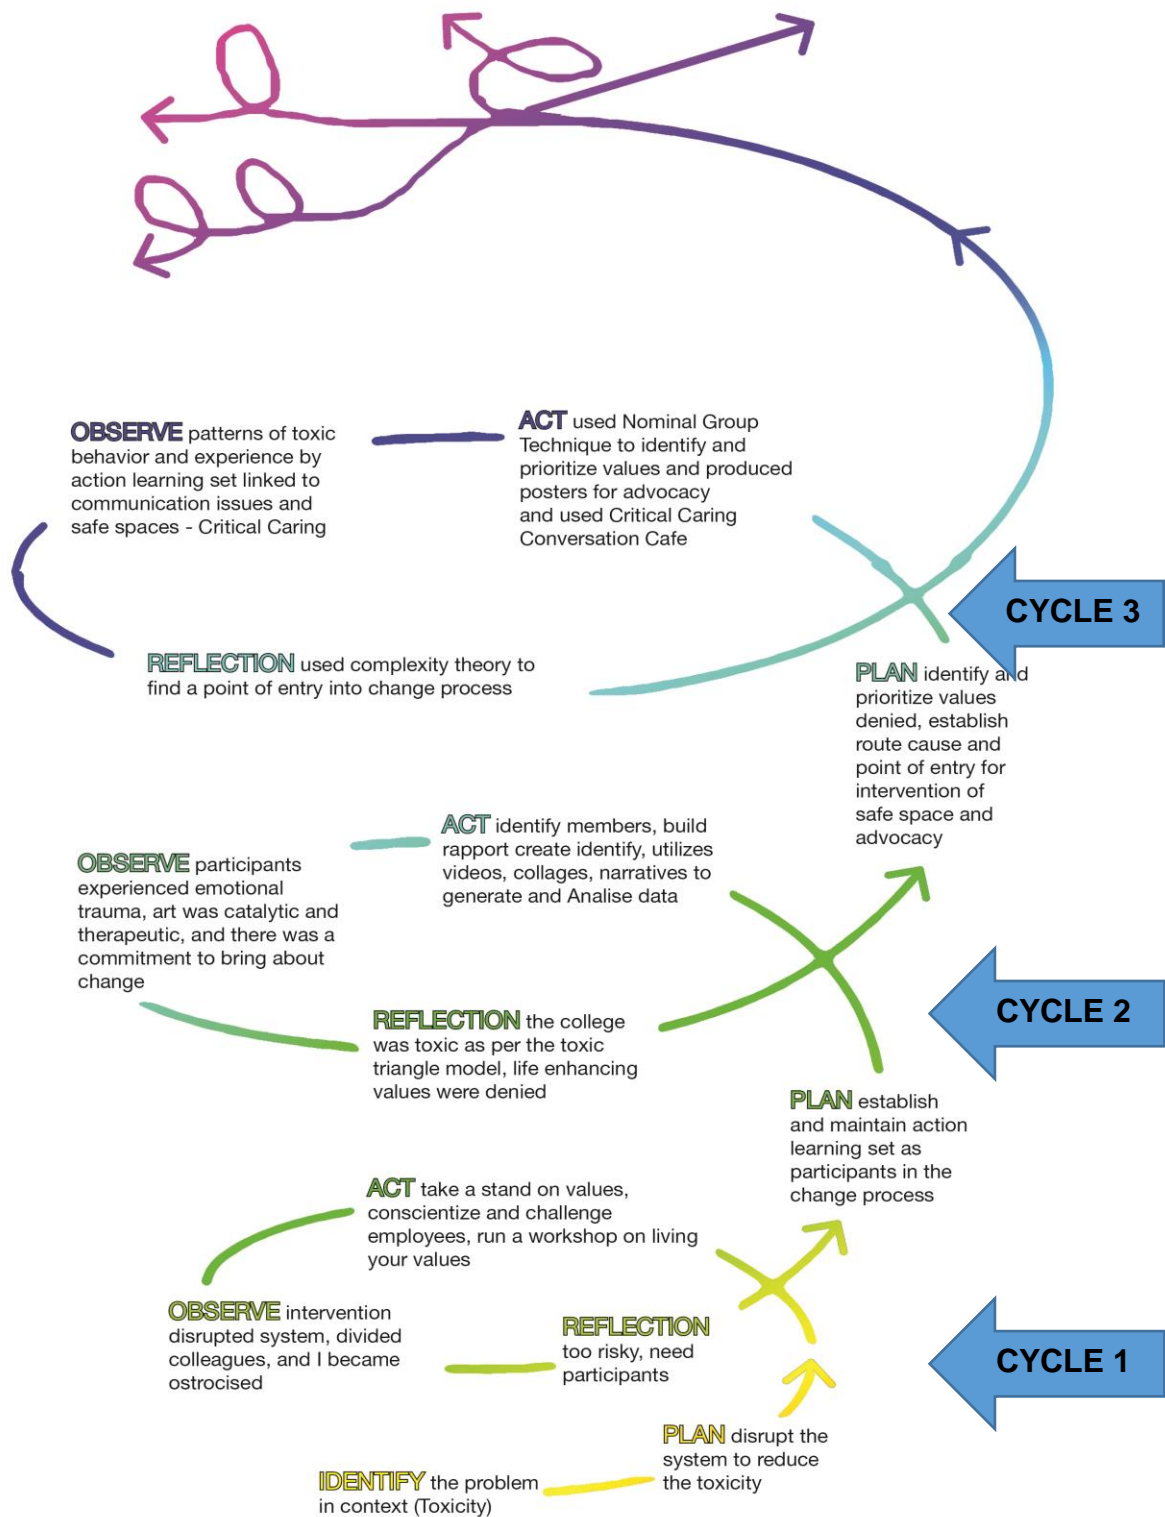 OBSERVE patterns of toxic
behavior and experience by
action learning set linked to
communication issues and
safe spaces - Critical Caring
ACT used Nominal Group
Technique to identify and
prioritize values and produced
posters for advocacy
and used Critical Caring
Conversation Cafe
CYCLE 3
REFLECTION used complexity theory to
find a point of entry into change process
PLAN identify and
prioritize values
denied, establish
route cause and
point of entry for
intervention of
safe space and
advocacy
ACT identify members, build
rapport create identify, utilizes
videos, collages, narratives to
generate and Analise data
OBSERVE participants
experienced emotional
trauma, art was catalytic and
therapeutic, and there was a
commitment to bring about
change
CYCLE 2
REFLECTION the college
was toxic as per the toxic
triangle model, life enhancing
values were denied
PLAN establish
and maintain action
learning set as
participants in the
change process
ACT take a stand on values,
conscientize and challenge
employees, run a workshop on living
your values
OBSERVE intervention
disrupted system, divided
colleagues, and I became
ostrocised
REFLECTION
too risky, need
participants
CYCLE 1
PLAN disrupt the
system to reduce
the toxicity
IDENTIFY the problem
in context (Toxicity)